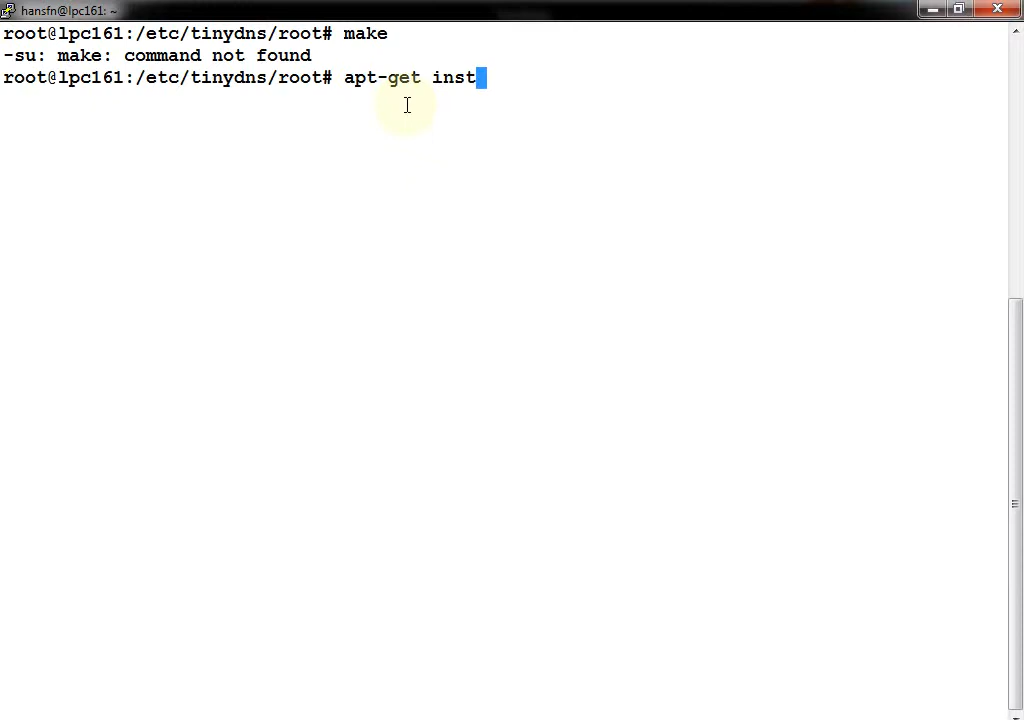 hansfn@lpc161: ~
root@lpc161:/etc/tinydns/root# make
-su: make: command not found
root@lpc161:/etc/tinydns/root# apt-get inst